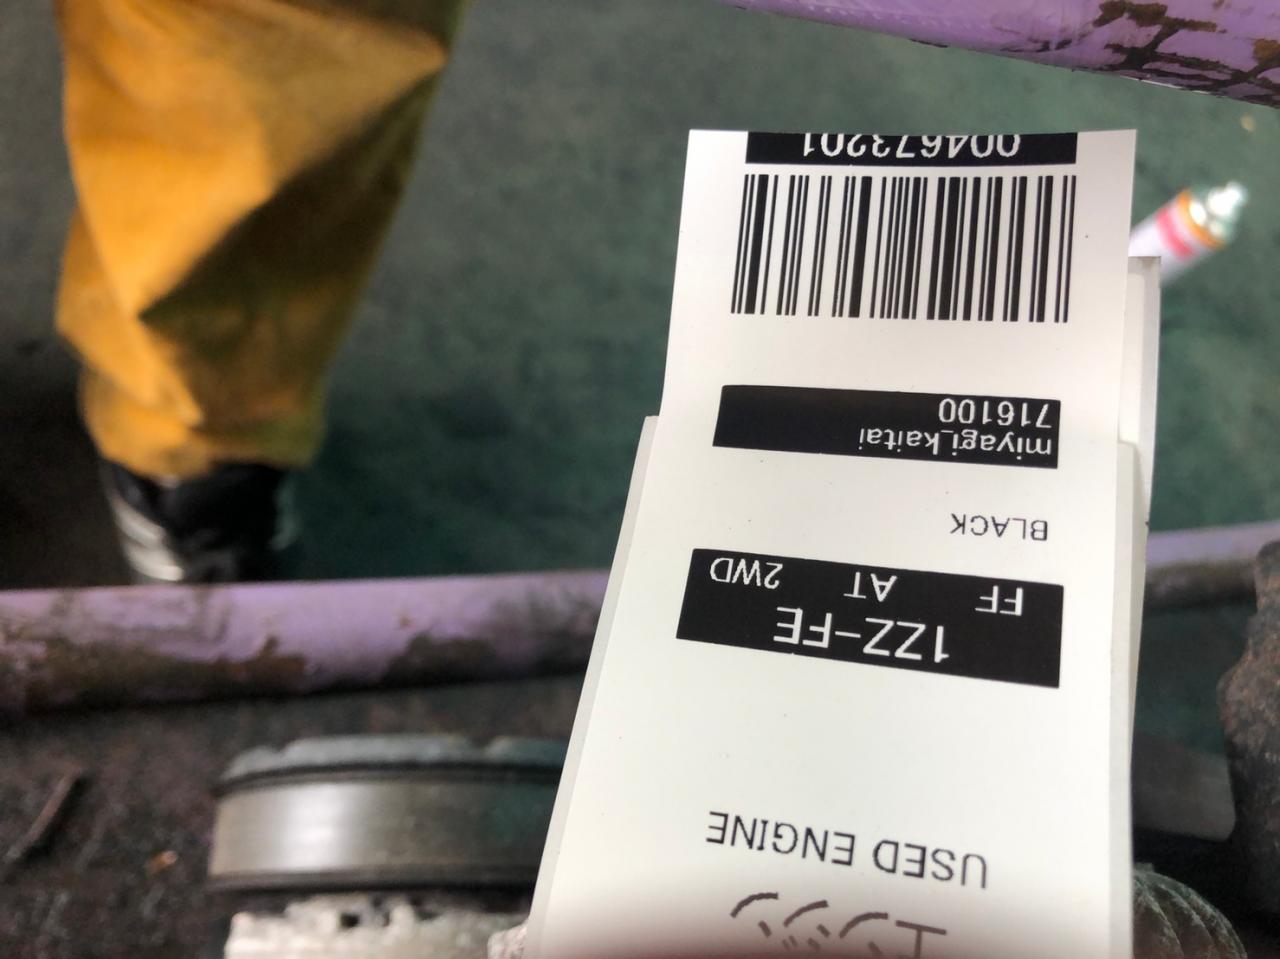 USED ENGINE
1ZZ-FE
FF AT 2WD
BLACK
miyagi_kaitai
716100
004673201